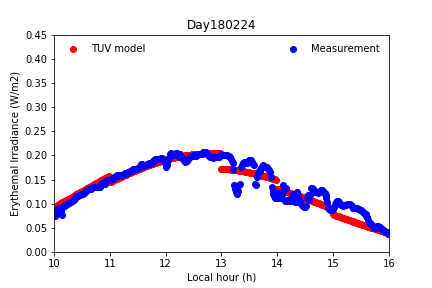 Day180224
TUV model
Measurement
Erythemal Irradiance (W/m2)
0.45
0.40
0.35
0.30
0.25
0.20
0.15
0.10
0.05
0.00
10 11 12 13 14 15 16
Local hour (h)